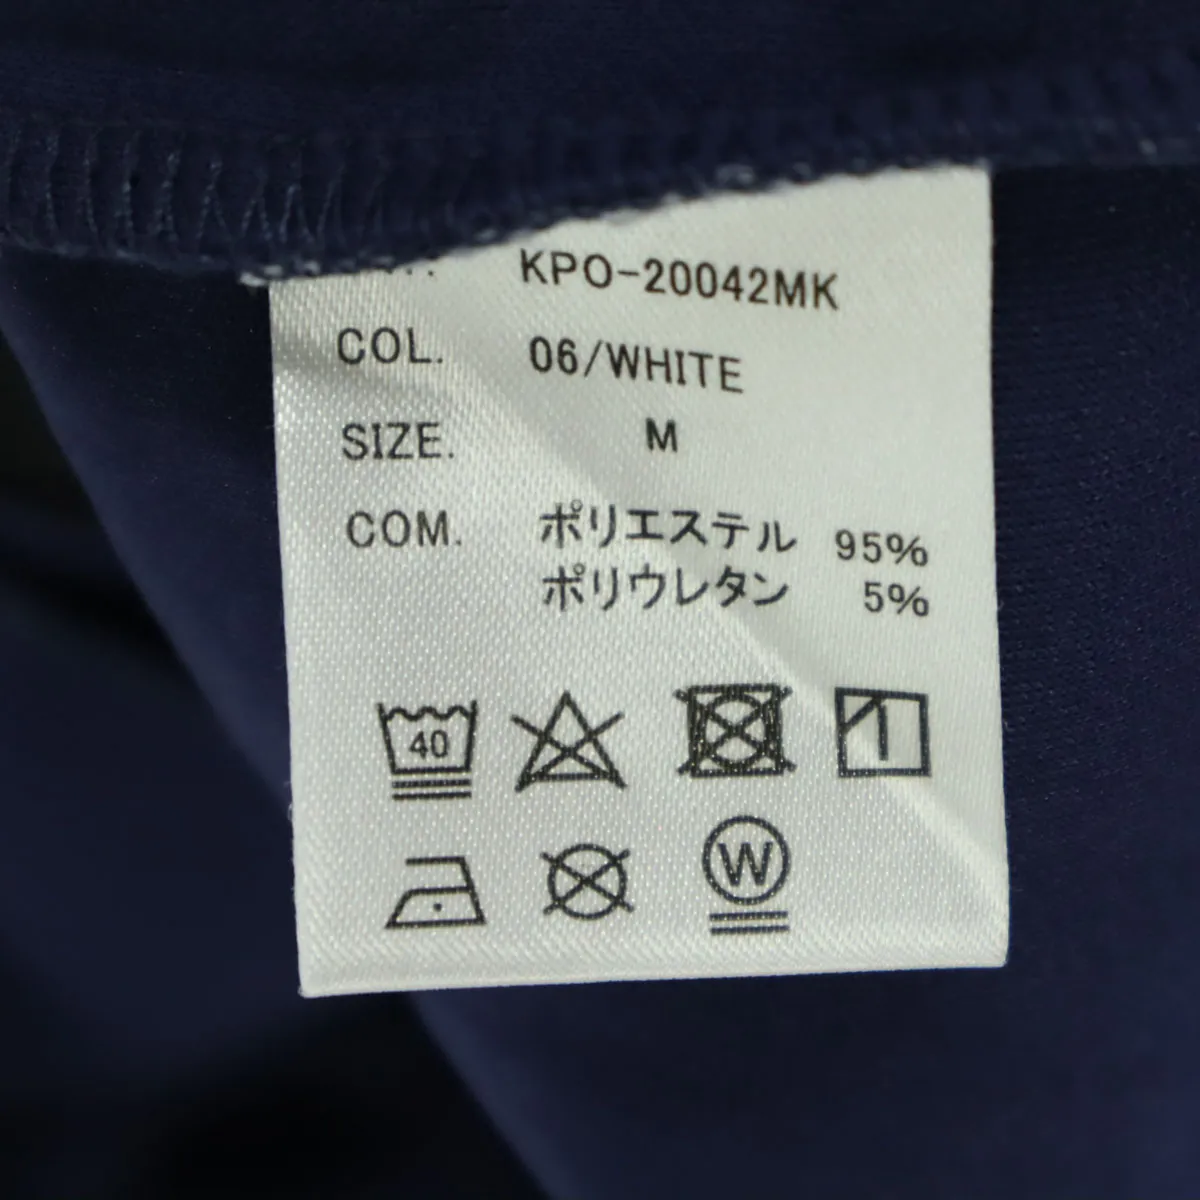 KPO-20042MK
COL. 06/WHITE
SIZE. M
COM. ポリエステル 95%
ポリウレタン 5%
40
W